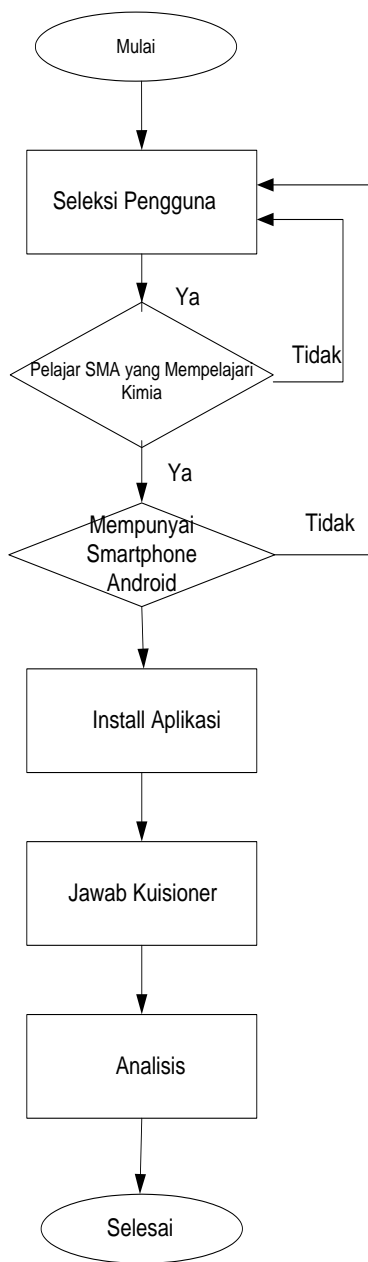 Mulai
Seleksi Pengguna
Ya
Pelajar SMA yang Mempelajari
Kimia
Tidak
Ya
Mempunyai
Smartphone
Android
Tidak
Install Aplikasi
Jawab Kuisioner
Analisis
Selesai